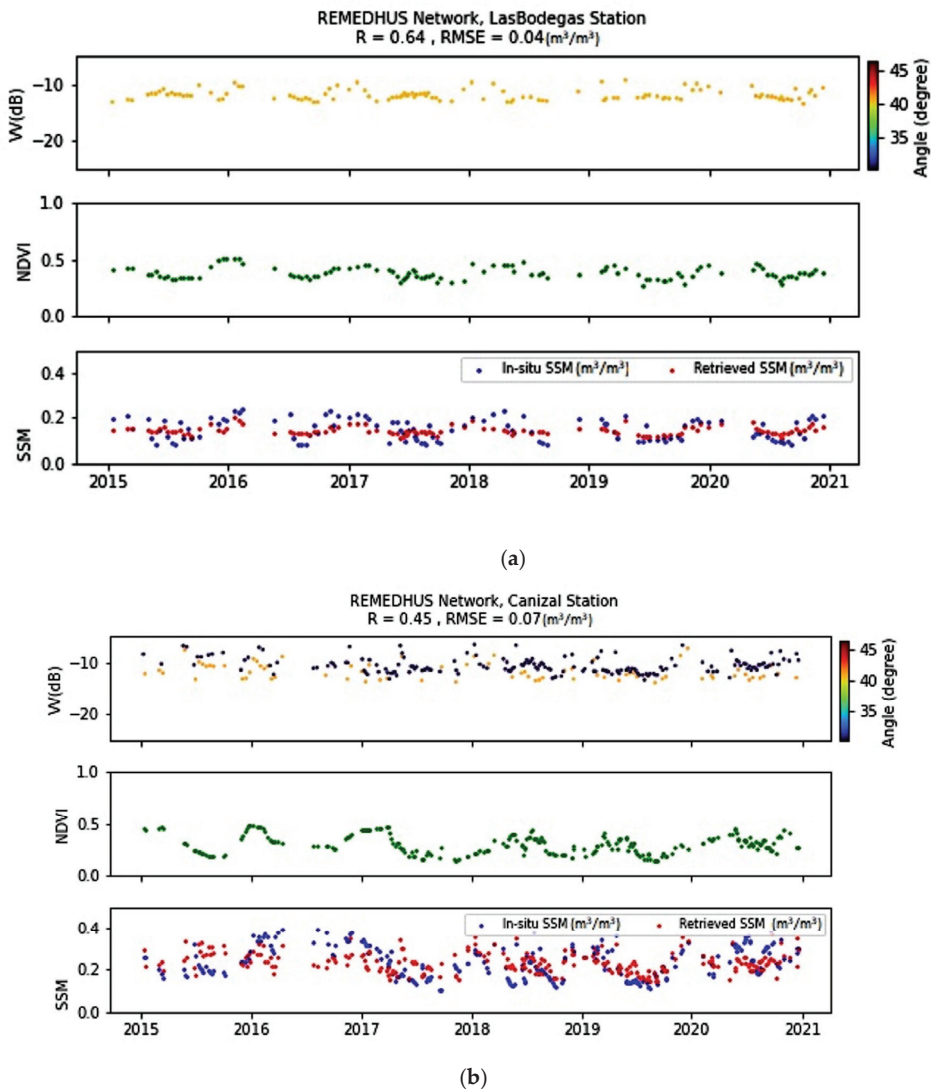 REMEDHUS Network, LasBodegas Station
R = 0.64 , RMSE = 0.04(m³/m³)
VV(dB)
−10
−20
45
40
35
Angle (degree)
NDVI
1.0
0.5
0.0
SSM
0.4
0.2
0.0
In-situ SSM (m³/m³)
Retrieved SSM (m³/m³)
2015 2016 2017 2018 2019 2020 2021
(a)
REMEDHUS Network, Canizal Station
R = 0.45 , RMSE = 0.07(m³/m³)
VV(dB)
−10
−20
45
40
35
Angle (degree)
NDVI
1.0
0.5
0.0
SSM
0.4
0.2
0.0
In-situ SSM (m³/m³)
Retrieved SSM (m³/m³)
2015 2016 2017 2018 2019 2020 2021
(b)